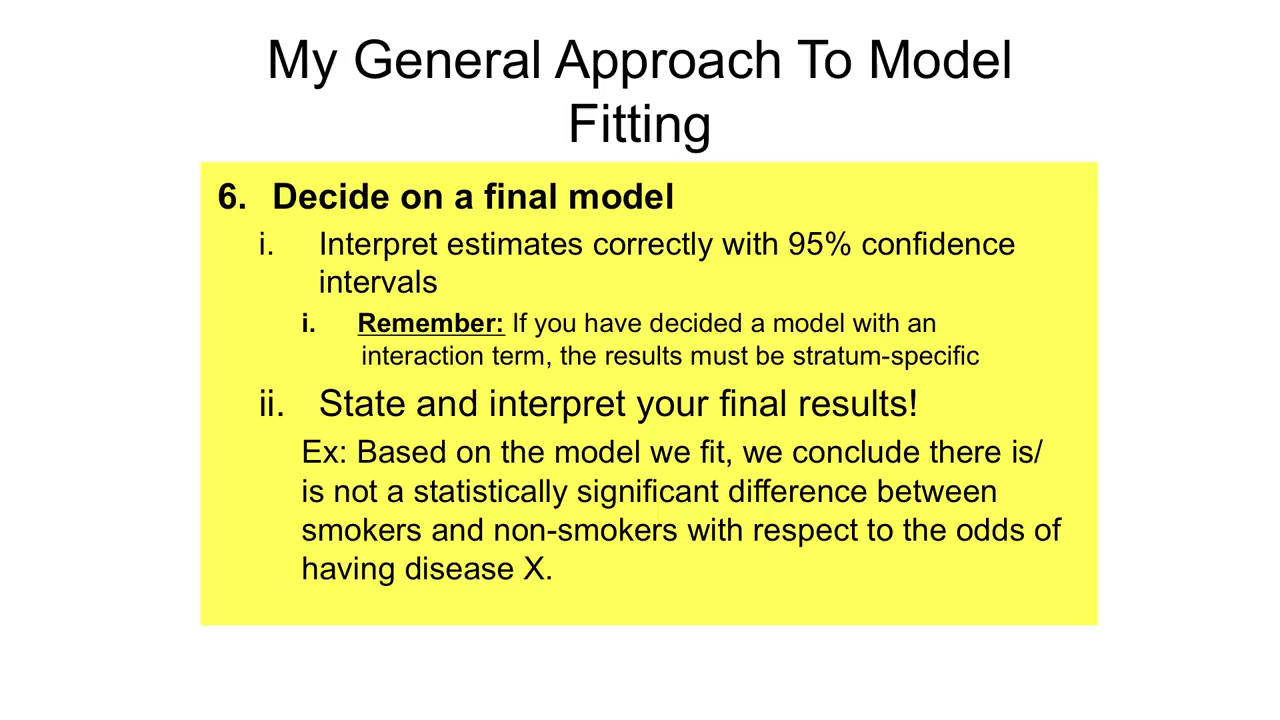 My General Approach To Model
Fitting
6. Decide on a final model
i. Interpret estimates correctly with 95% confidence
intervals
i. Remember: If you have decided a model with an
interaction term, the results must be stratum-specific
ii. State and interpret your final results!
Ex: Based on the model we fit, we conclude there is/
is not a statistically significant difference between
smokers and non-smokers with respect to the odds of
having disease X.